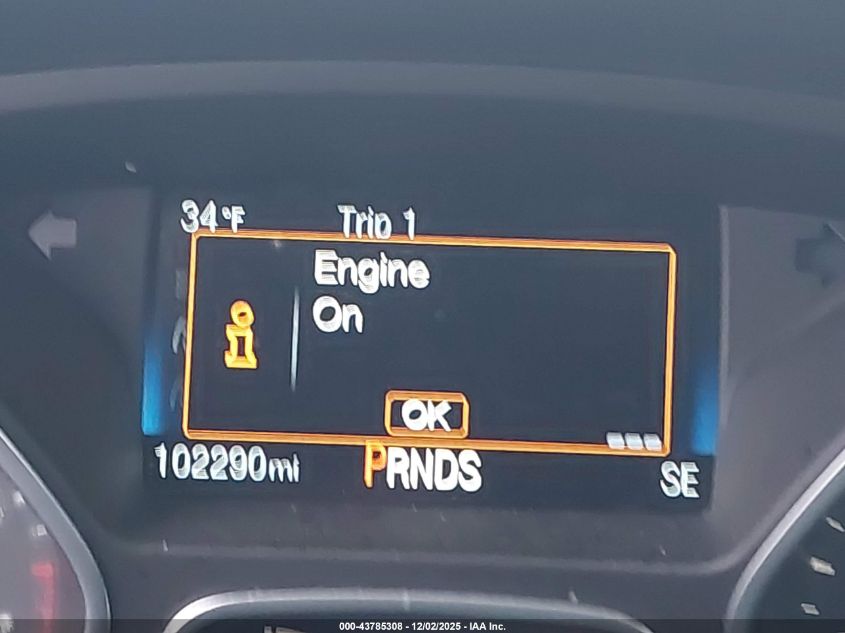 34°F Trip 1
Engine
On
OK
102290mi PRNDS SE
000-43785308 - 12/02/2025 - IAA Inc.